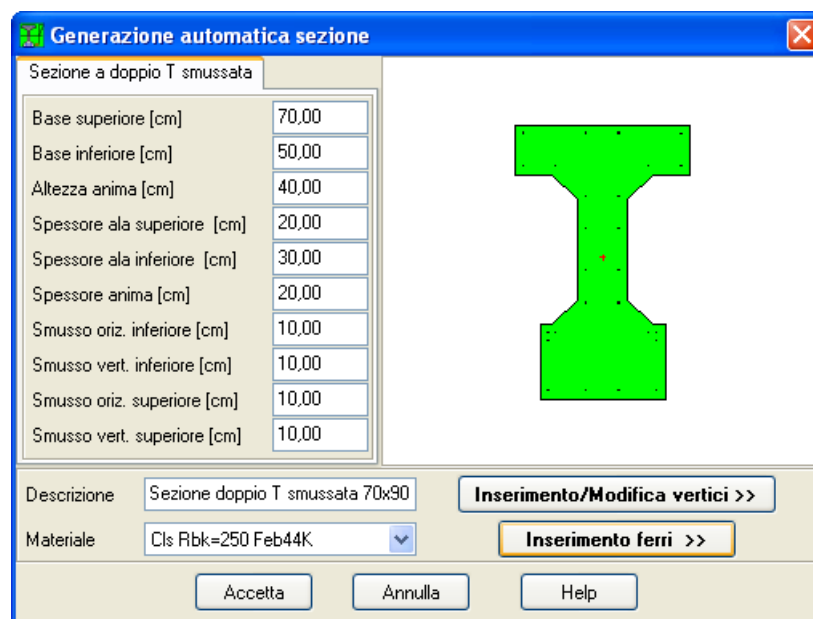 Generazione automatica sezione
Sezione a doppio T smussata
Base superiore [cm] 70,00
Base inferiore [cm] 50,00
Altezza anima [cm] 40,00
Spessore ala superiore [cm] 20,00
Spessore ala inferiore [cm] 30,00
Spessore anima [cm] 20,00
Smusso oriz. inferiore [cm] 10,00
Smusso vert. inferiore [cm] 10,00
Smusso oriz. superiore [cm] 10,00
Smusso vert. superiore [cm] 10,00
Descrizione Sezione doppio T smussata 70x90 Inserimento/Modifica vertici >>
Materiale Cls Rbk=250 Feb44K Inserimento ferri >>
Accetta Annulla Help